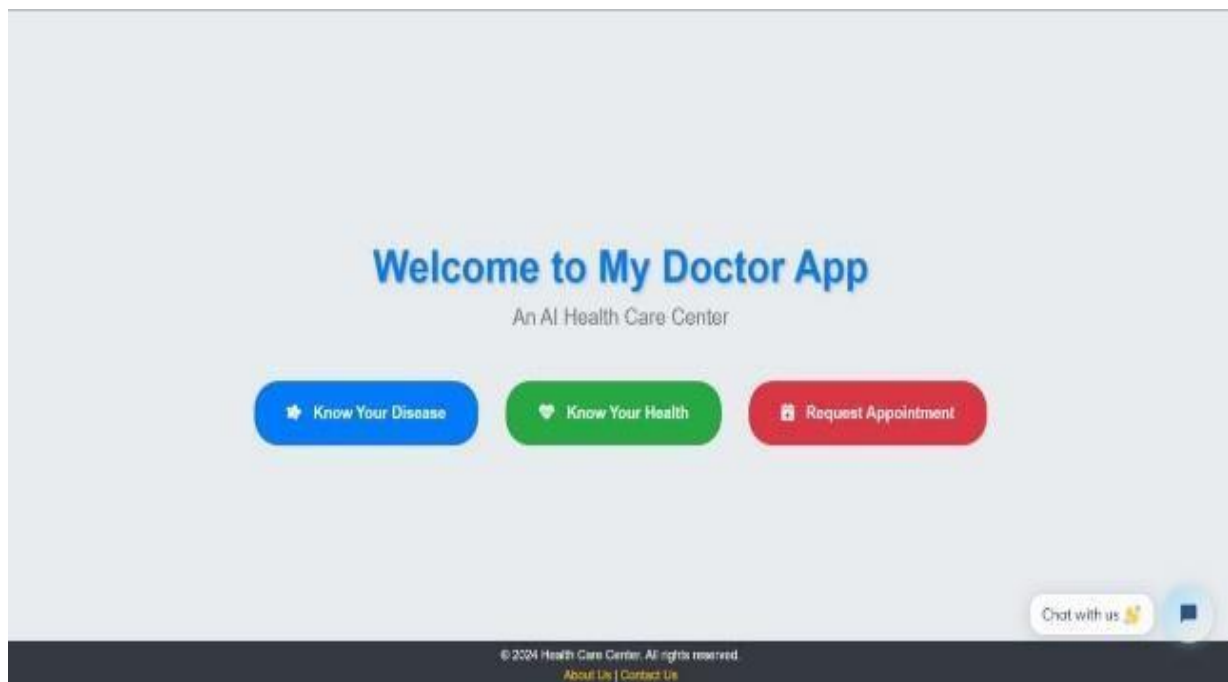 Welcome to My Doctor App
An AI Health Care Center
Know Your Disease
Know Your Health
Request Appointment
Chat with us 👋
© 2024 Health Care Center. All rights reserved.
About Us | Contact Us